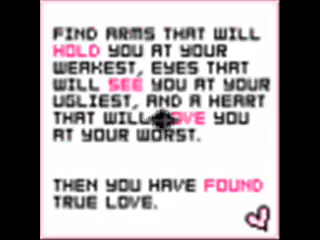 FIND ARMS THAT WILL
HOLD YOU AT YOUR
WEAKEST, EYES THAT
WILL SEE YOU AT YOUR
UGLIEST, AND A HEART
THAT WILL LOVE YOU
AT YOUR WORST.
THEN YOU HAVE FOUND
TRUE LOVE.